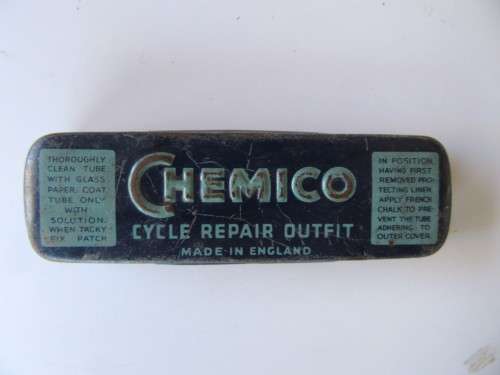 THOROUGHLY
CLEAN TUBE
WITH GLASS
PAPER, COAT
TUBE ONLY
WITH
SOLUTION.
WHEN TACKY
FIX PATCH
CHEMICO
CYCLE REPAIR OUTFIT
MADE IN ENGLAND
IN POSITION,
HAVING FIRST
REMOVED PRO-
TECTING LINER.
APPLY FRENCH
CHALK TO PRE-
VENT THE TUBE
ADHERING TO
OUTER COVER.